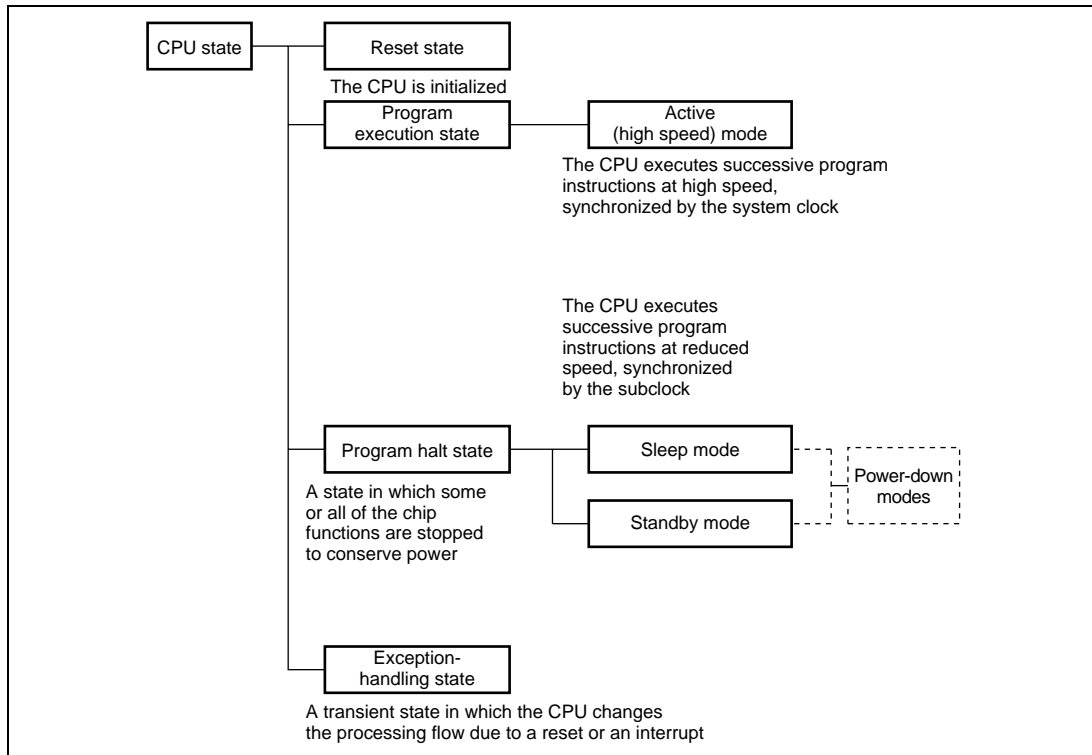 CPU state
Reset state
The CPU is initialized
Program
execution state
Active
(high speed) mode
The CPU executes successive program
instructions at high speed,
synchronized by the system clock
The CPU executes
successive program
instructions at reduced
speed, synchronized
by the subclock
Program halt state
A state in which some
or all of the chip
functions are stopped
to conserve power
Sleep mode
Standby mode
Power-down
modes
Exception-
handling state
A transient state in which the CPU changes
the processing flow due to a reset or an interrupt